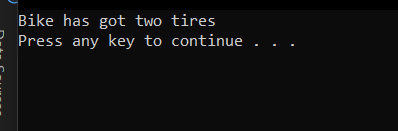 Bike has got two tires
Press any key to continue . . .